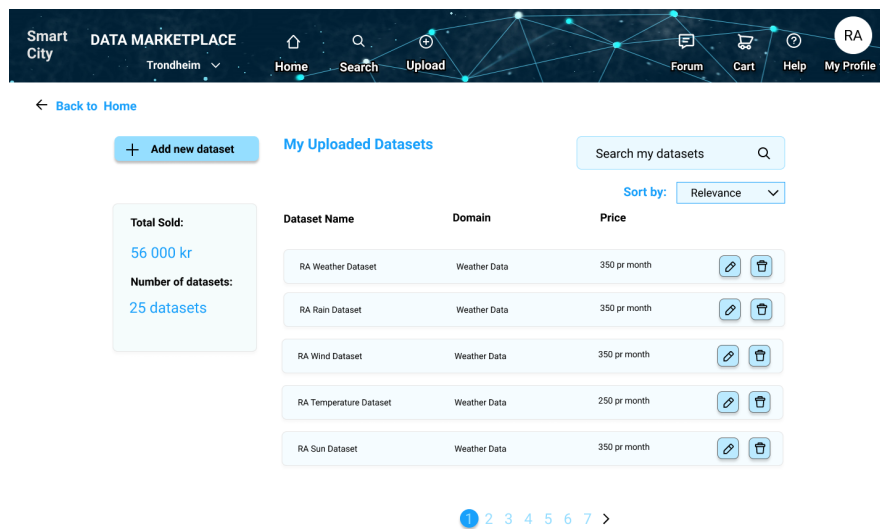 Smart City
DATA MARKETPLACE
Trondheim
Home
Search
Upload
Forum
Cart
Help
RA
My Profile
Back to Home
Add new dataset
My Uploaded Datasets
Search my datasets
Sort by: Relevance
Total Sold:
56 000 kr
Number of datasets:
25 datasets
Dataset Name Domain Price
RA Weather Dataset Weather Data 350 pr month
RA Rain Dataset Weather Data 350 pr month
RA Wind Dataset Weather Data 350 pr month
RA Temperature Dataset Weather Data 250 pr month
RA Sun Dataset Weather Data 350 pr month
1 2 3 4 5 6 7